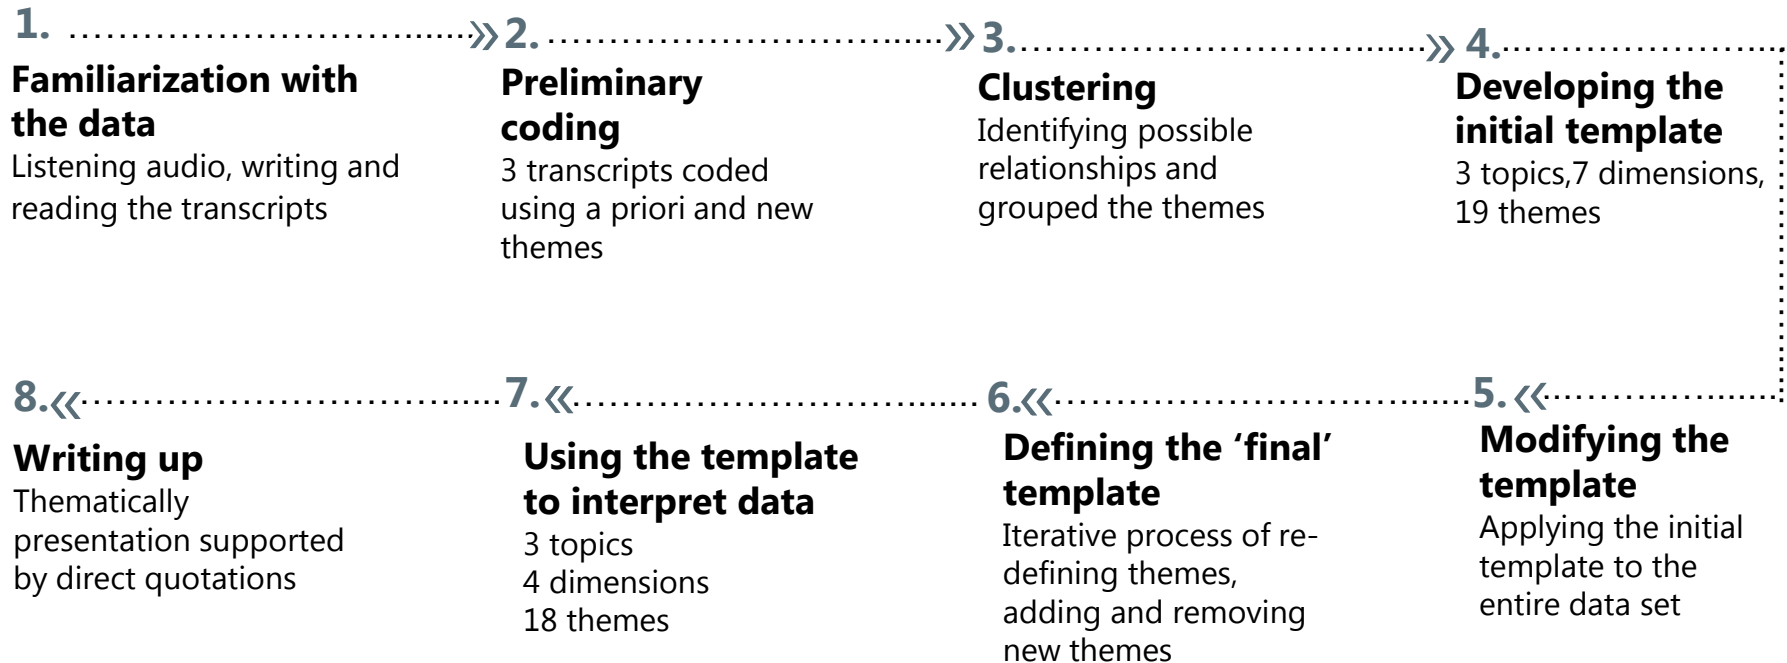 1.
Familiarization with
the data
Listening audio, writing and
reading the transcripts
2.
Preliminary
coding
3 transcripts coded
using a priori and new
themes
3.
Clustering
Identifying possible
relationships and
grouped the themes
4.
Developing the
initial template
3 topics,7 dimensions,
19 themes
5.
Modifying the
template
Applying the initial
template to the
entire data set
6.
Defining the ‘final’
template
Iterative process of re-
defining themes,
adding and removing
new themes
7.
Using the template
to interpret data
3 topics
4 dimensions
18 themes
8.
Writing up
Thematically
presentation supported
by direct quotations